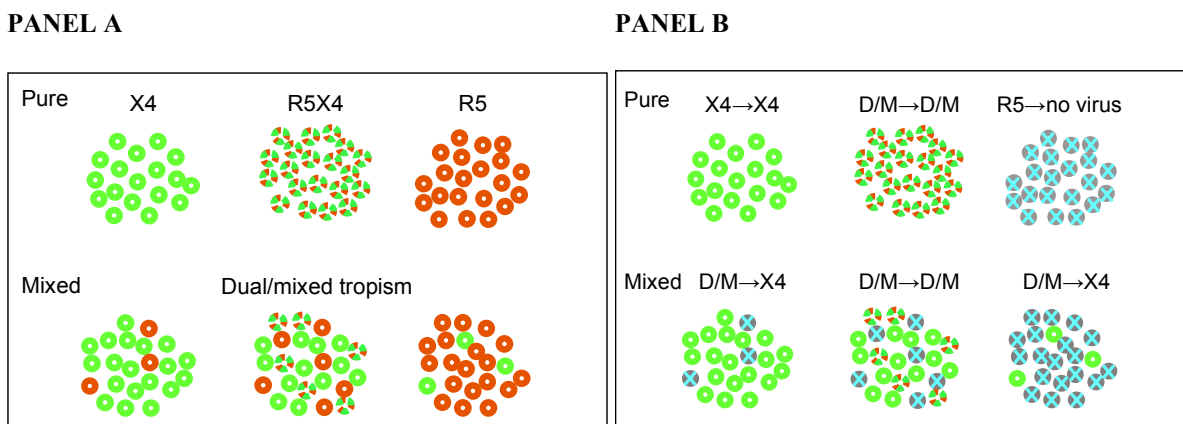 PANEL A
Pure X4 R5X4 R5
Mixed Dual/mixed tropism
PANEL B
Pure X4→X4 D/M→D/M R5→no virus
Mixed D/M→X4 D/M→D/M D/M→X4